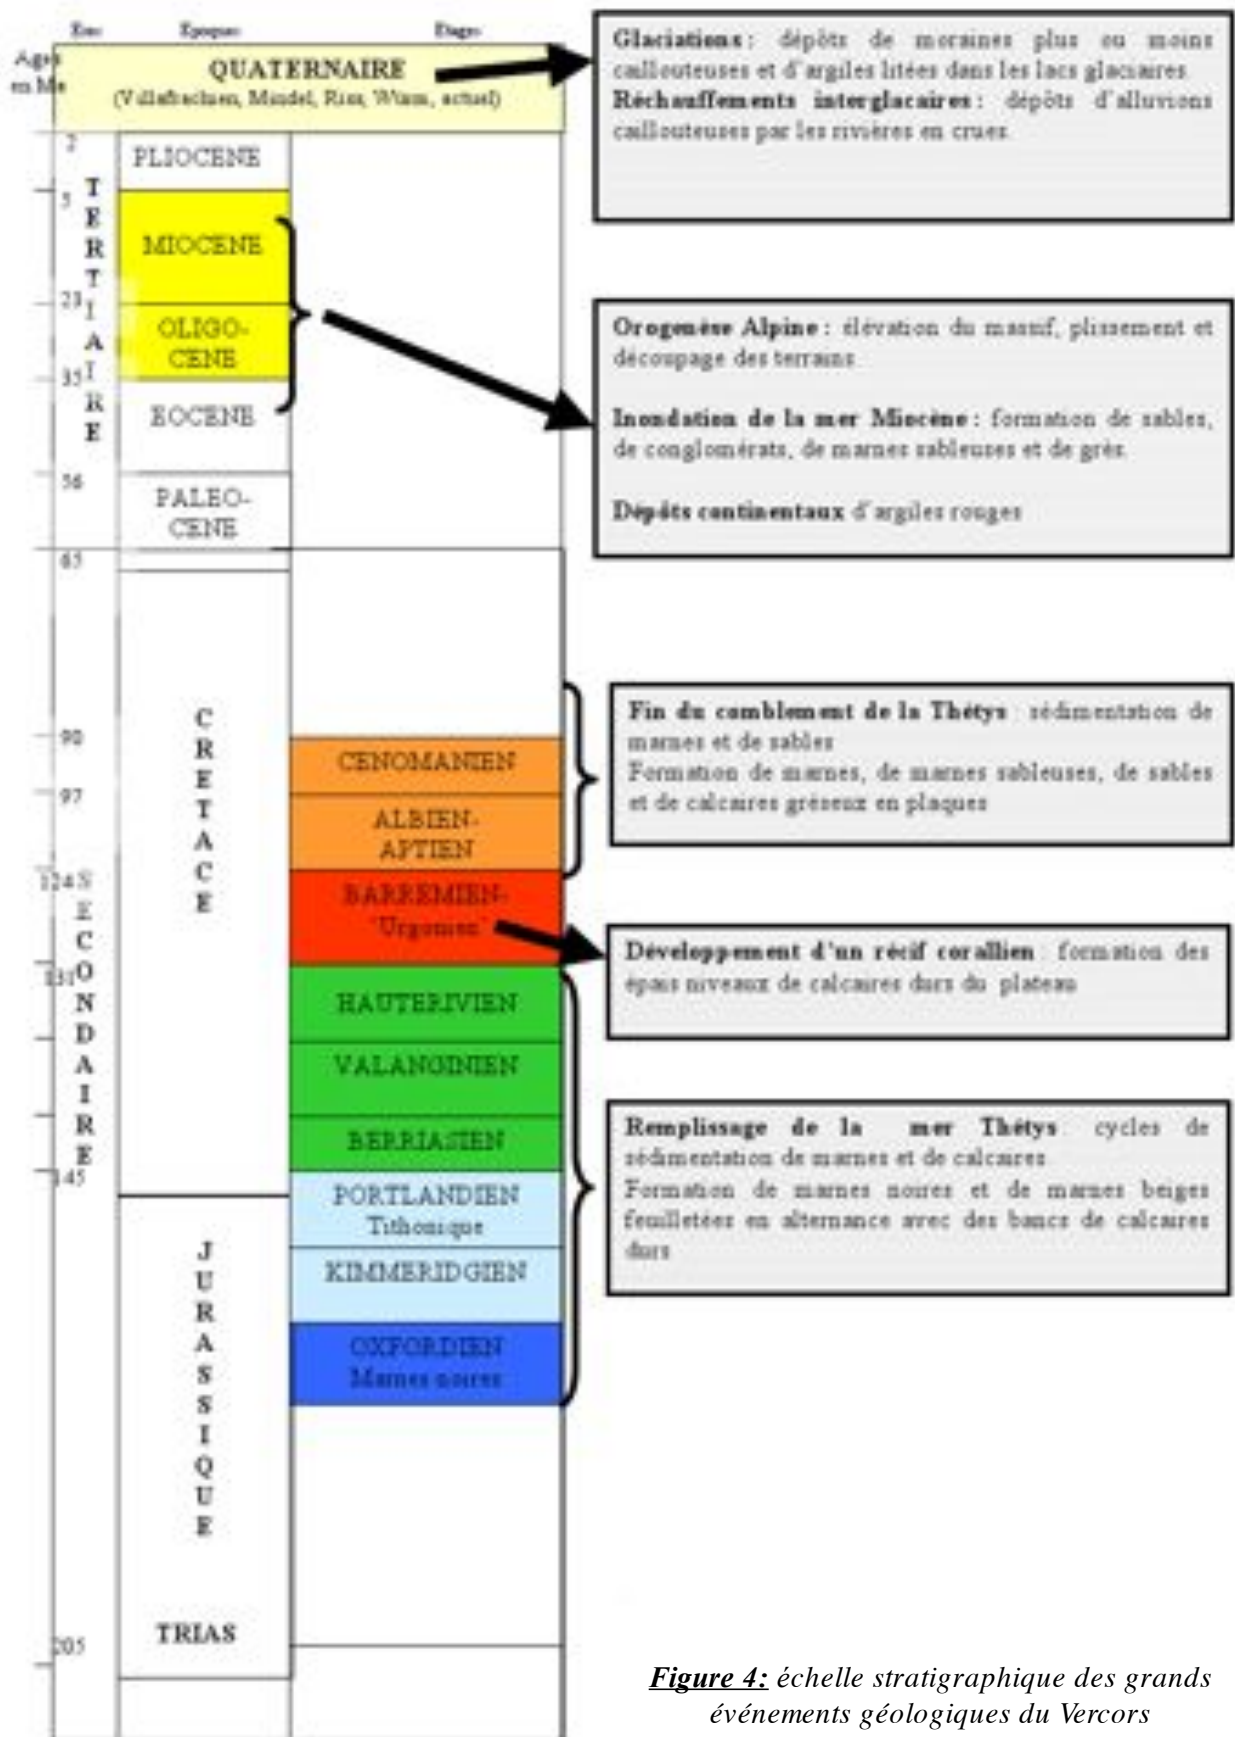 Eres Epoques Etages
Ages
en Ma
QUATERNAIRE
(Villafrachien, Mindel, Riss, Wurm, actuel)
2
PLIOCENE
5
TERTIAIRE
MIOCENE
23
OLIGO-
CENE
35
EOCENE
56
PALEO-
CENE
65
CRETACE
90
CENOMANIEN
97
ALBIEN-
APTIEN
124
SECONDAIRE
BARREMIEN-
"Urgonien"
131
HAUTERIVIEN
VALANGINIEN
BERRIASIEN
145
PORTLANDIEN
Tithonique
JURASSIQUE
KIMMERIDGIEN
OXFORDIEN
Marnes noires
TRIAS
205
Glaciations : dépôts de moraines plus ou moins
caillouteuses et d'argiles litées dans les lacs glaciaires
Réchauffements interglacaires : dépôts d'alluvions
caillouteuses par les rivières en crues.
Orogenèse Alpine : élévation du massif, plissement et
découpage des terrains
Inondation de la mer Miocène : formation de sables,
de conglomérats, de marnes sableuses et de grès.
Dépôts continentaux d'argiles rouges
Fin du comblement de la Thétys : sédimentation de
marnes et de sables
Formation de marnes, de marnes sableuses, de sables
et de calcaires gréseux en plaques
Développement d'un récif corallien : formation des
épais niveaux de calcaires durs du plateau
Remplissage de la mer Thétys : cycles de
sédimentation de marnes et de calcaires.
Formation de marnes noires et de marnes beiges
feuilletées en alternance avec des bancs de calcaires
durs
Figure 4: échelle stratigraphique des grands
événements géologiques du Vercors